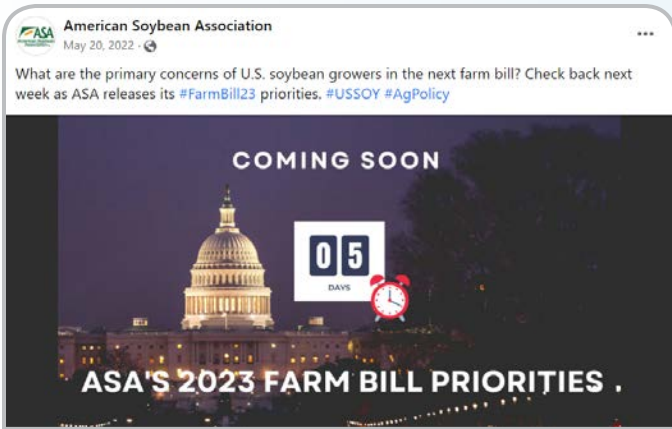 ASA
American Soybean Association
May 20, 2022 ·
What are the primary concerns of U.S. soybean growers in the next farm bill? Check back next
week as ASA releases its #FarmBill23 priorities. #USSOY #AgPolicy
COMING SOON
05
DAYS
ASA'S 2023 FARM BILL PRIORITIES